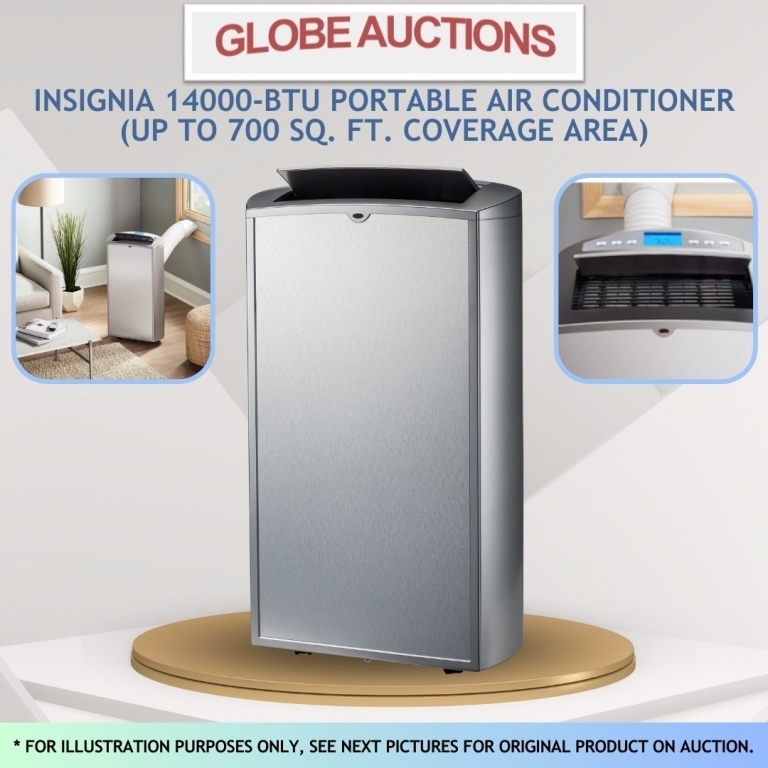 GLOBE AUCTIONS
INSIGNIA 14000-BTU PORTABLE AIR CONDITIONER
(UP TO 700 SQ. FT. COVERAGE AREA)
* FOR ILLUSTRATION PURPOSES ONLY, SEE NEXT PICTURES FOR ORIGINAL PRODUCT ON AUCTION.